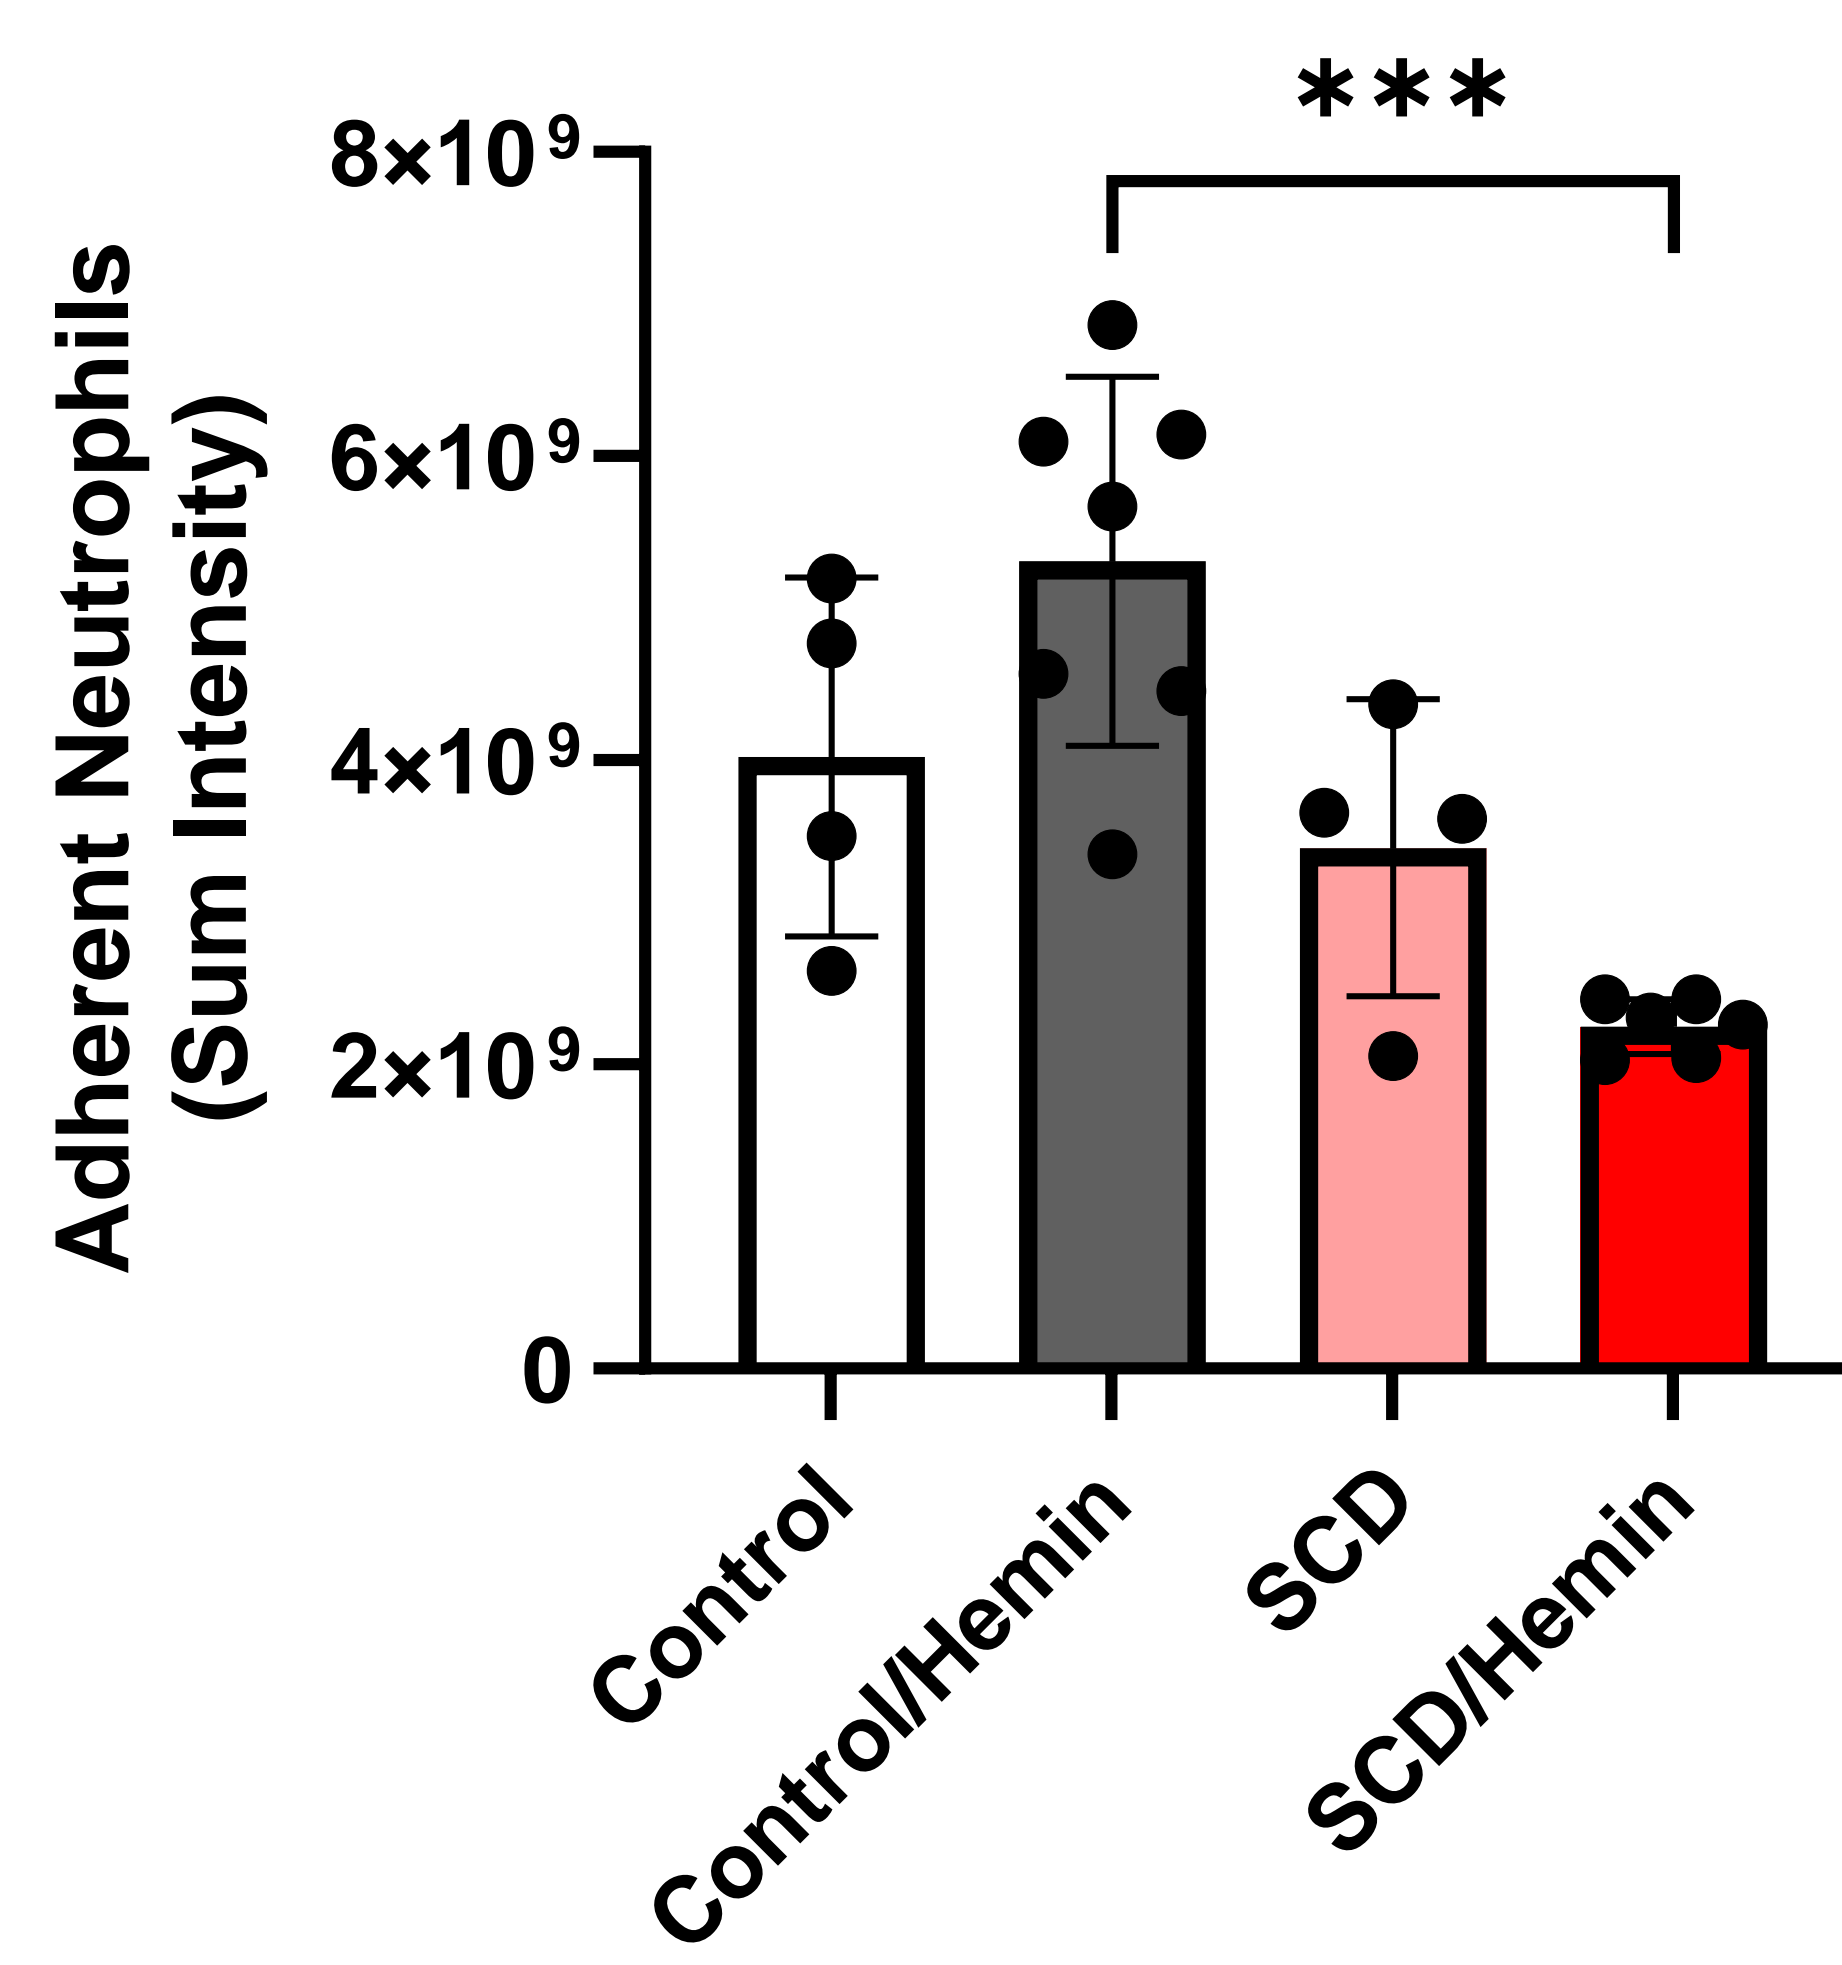 Adherent Neutrophils
(Sum Intensity)
***
8×10⁹
6×10⁹
4×10⁹
2×10⁹
0
Control
Control/Hemin
SCD
SCD/Hemin